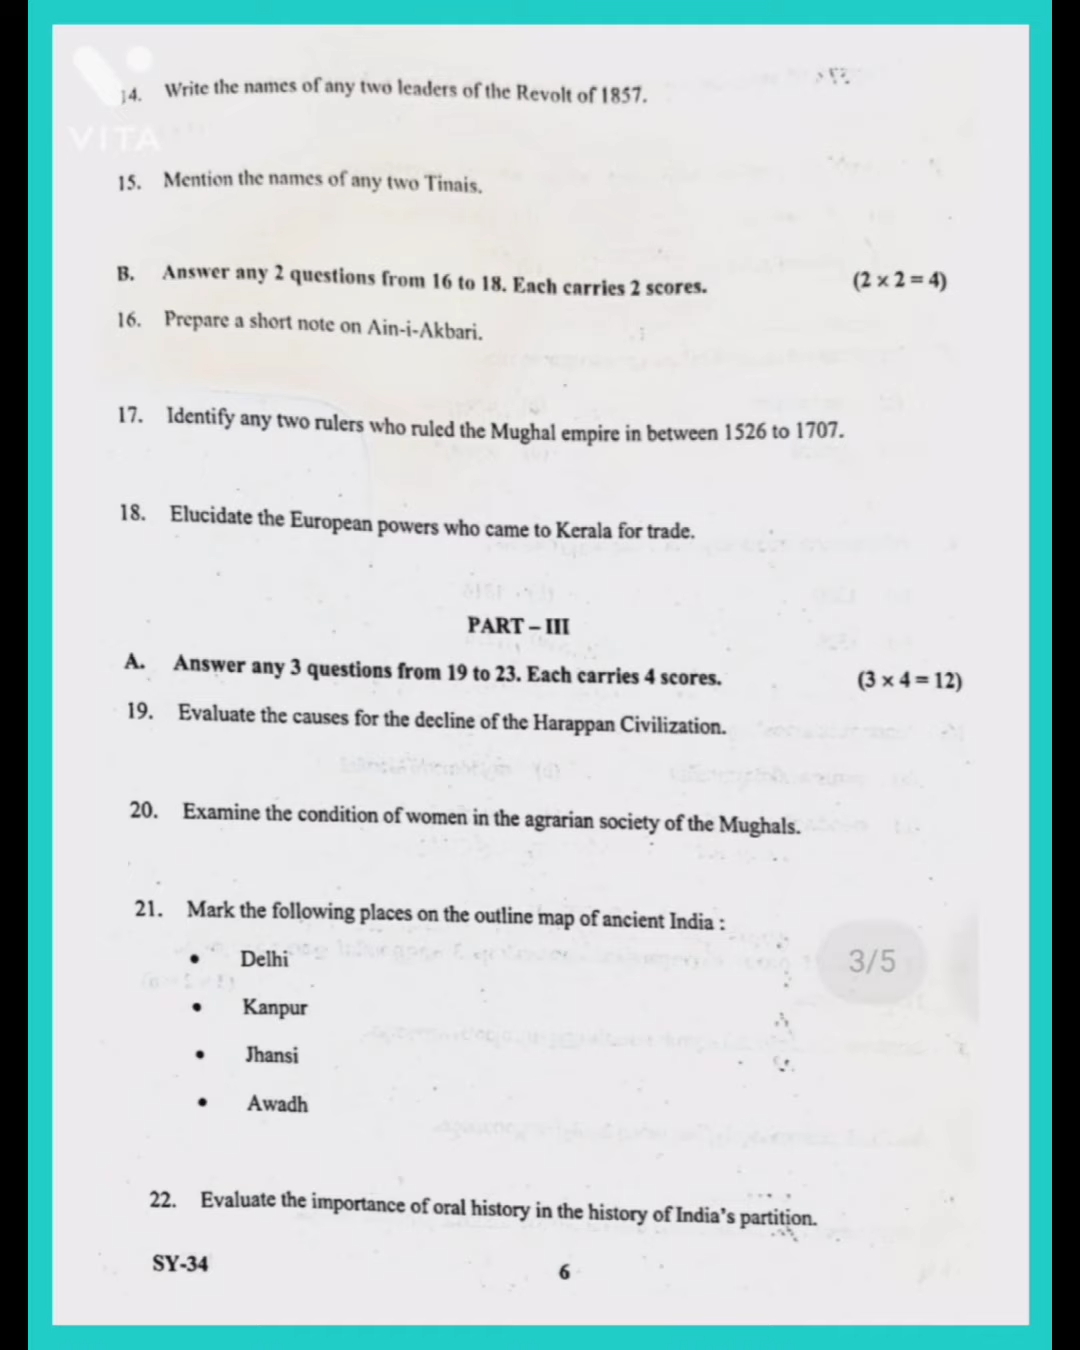 VITA
14. Write the names of any two leaders of the Revolt of 1857.
15. Mention the names of any two Tinais.
B. Answer any 2 questions from 16 to 18. Each carries 2 scores. (2 × 2 = 4)
16. Prepare a short note on Ain-i-Akbari.
17. Identify any two rulers who ruled the Mughal empire in between 1526 to 1707.
18. Elucidate the European powers who came to Kerala for trade.
PART – III
A. Answer any 3 questions from 19 to 23. Each carries 4 scores. (3 × 4 = 12)
19. Evaluate the causes for the decline of the Harappan Civilization.
20. Examine the condition of women in the agrarian society of the Mughals.
21. Mark the following places on the outline map of ancient India :
• Delhi
3/5
• Kanpur
• Jhansi
• Awadh
22. Evaluate the importance of oral history in the history of India's partition.
SY-34 6